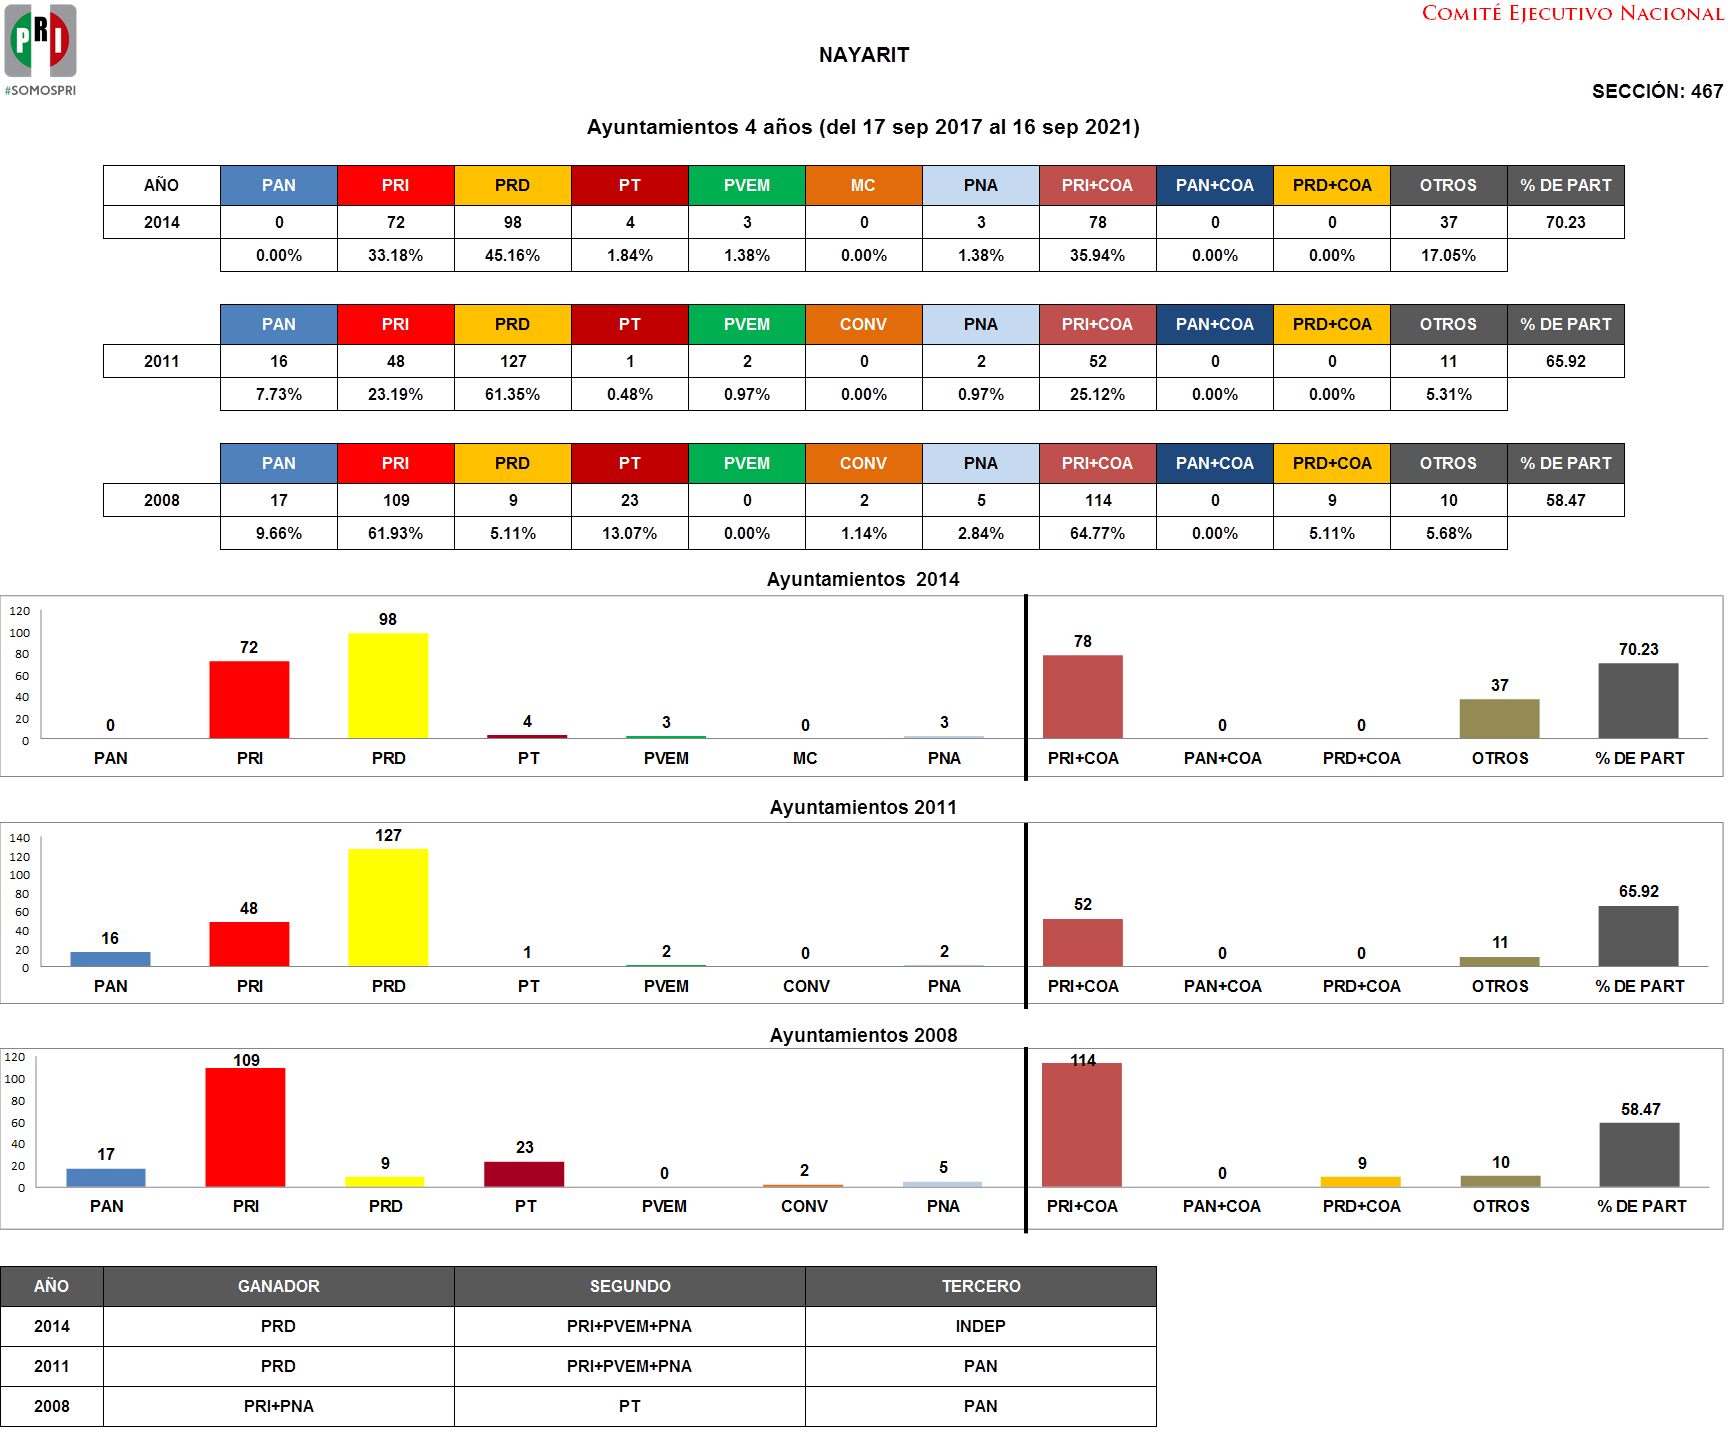 PRI
#SOMOSPRI
COMITÉ EJECUTIVO NACIONAL
NAYARIT
SECCIÓN: 467
Ayuntamientos 4 años (del 17 sep 2017 al 16 sep 2021)
AÑO PAN PRI PRD PT PVEM MC PNA PRI+COA PAN+COA PRD+COA OTROS % DE PART
2014 0 72 98 4 3 0 3 78 0 0 37 70.23
0.00% 33.18% 45.16% 1.84% 1.38% 0.00% 1.38% 35.94% 0.00% 0.00% 17.05%
PAN PRI PRD PT PVEM CONV PNA PRI+COA PAN+COA PRD+COA OTROS % DE PART
2011 16 48 127 1 2 0 2 52 0 0 11 65.92
7.73% 23.19% 61.35% 0.48% 0.97% 0.00% 0.97% 25.12% 0.00% 0.00% 5.31%
PAN PRI PRD PT PVEM CONV PNA PRI+COA PAN+COA PRD+COA OTROS % DE PART
2008 17 109 9 23 0 2 5 114 0 9 10 58.47
9.66% 61.93% 5.11% 13.07% 0.00% 1.14% 2.84% 64.77% 0.00% 5.11% 5.68%
Ayuntamientos 2014
120
100
80
60
40
20
0
0 72 98 4 3 0 3 78 0 0 37 70.23
PAN PRI PRD PT PVEM MC PNA PRI+COA PAN+COA PRD+COA OTROS % DE PART
Ayuntamientos 2011
140
120
100
80
60
40
20
0
16 48 127 1 2 0 2 52 0 0 11 65.92
PAN PRI PRD PT PVEM CONV PNA PRI+COA PAN+COA PRD+COA OTROS % DE PART
Ayuntamientos 2008
120
100
80
60
40
20
0
17 109 9 23 0 2 5 114 0 9 10 58.47
PAN PRI PRD PT PVEM CONV PNA PRI+COA PAN+COA PRD+COA OTROS % DE PART
AÑO GANADOR SEGUNDO TERCERO
2014 PRD PRI+PVEM+PNA INDEP
2011 PRD PRI+PVEM+PNA PAN
2008 PRI+PNA PT PAN